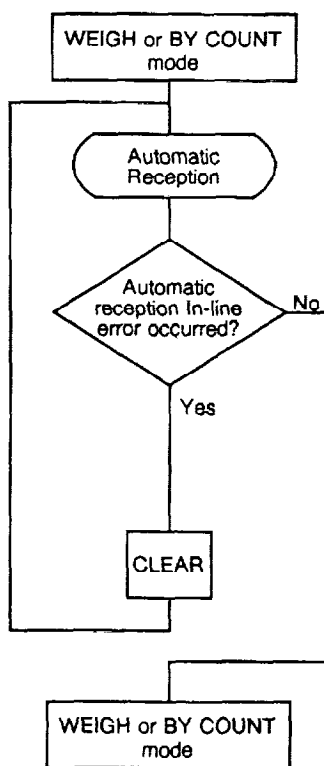 WEIGH or BY COUNT
mode
Automatic
Reception
Automatic
reception In-line
error occurred?
No
Yes
CLEAR
WEIGH or BY COUNT
mode